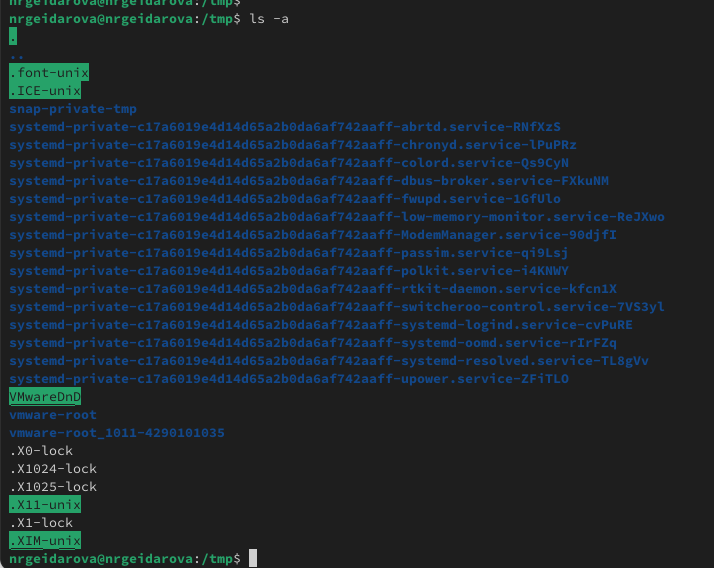 nrgeidarova@nrgeidarova:/tmp$
nrgeidarova@nrgeidarova:/tmp$ ls -a
.
..
.font-unix
.ICE-unix
snap-private-tmp
systemd-private-c17a6019e4d14d65a2b0da6af742aaff-abrtd.service-RNfXzS
systemd-private-c17a6019e4d14d65a2b0da6af742aaff-chronyd.service-lPuPRz
systemd-private-c17a6019e4d14d65a2b0da6af742aaff-colord.service-Qs9CyN
systemd-private-c17a6019e4d14d65a2b0da6af742aaff-dbus-broker.service-FXkuNM
systemd-private-c17a6019e4d14d65a2b0da6af742aaff-fwupd.service-1GfUlo
systemd-private-c17a6019e4d14d65a2b0da6af742aaff-low-memory-monitor.service-ReJXwo
systemd-private-c17a6019e4d14d65a2b0da6af742aaff-ModemManager.service-90djfI
systemd-private-c17a6019e4d14d65a2b0da6af742aaff-passim.service-qi9Lsj
systemd-private-c17a6019e4d14d65a2b0da6af742aaff-polkit.service-i4KNWY
systemd-private-c17a6019e4d14d65a2b0da6af742aaff-rtkit-daemon.service-kfcn1X
systemd-private-c17a6019e4d14d65a2b0da6af742aaff-switcheroo-control.service-7VS3yl
systemd-private-c17a6019e4d14d65a2b0da6af742aaff-systemd-logind.service-cvPuRE
systemd-private-c17a6019e4d14d65a2b0da6af742aaff-systemd-oomd.service-rIrFZq
systemd-private-c17a6019e4d14d65a2b0da6af742aaff-systemd-resolved.service-TL8gVv
systemd-private-c17a6019e4d14d65a2b0da6af742aaff-upower.service-ZFiTLO
VMwareDnD
vmware-root
vmware-root_1011-4290101035
.X0-lock
.X1024-lock
.X1025-lock
.X11-unix
.X1-lock
.XIM-unix
nrgeidarova@nrgeidarova:/tmp$